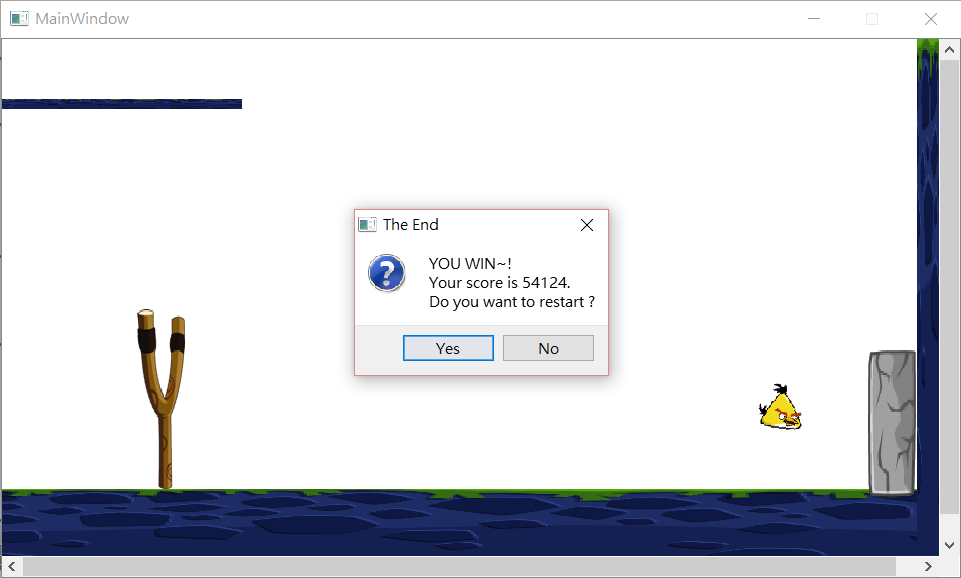 MainWindow
The End
YOU WIN~!
Your score is 54124.
Do you want to restart ?
Yes
No